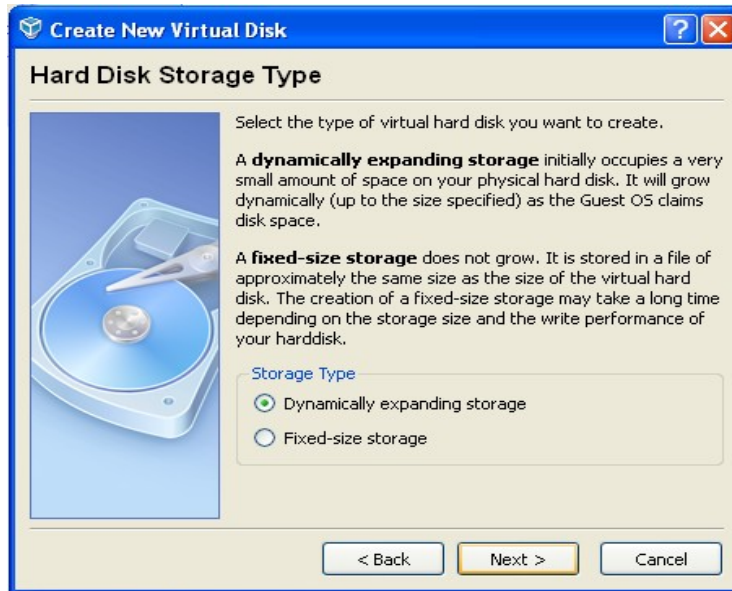 Create New Virtual Disk
Hard Disk Storage Type
Select the type of virtual hard disk you want to create.
A dynamically expanding storage initially occupies a very
small amount of space on your physical hard disk. It will grow
dynamically (up to the size specified) as the Guest OS claims
disk space.
A fixed-size storage does not grow. It is stored in a file of
approximately the same size as the size of the virtual hard
disk. The creation of a fixed-size storage may take a long time
depending on the storage size and the write performance of
your harddisk.
Storage Type
Dynamically expanding storage
Fixed-size storage
< Back
Next >
Cancel